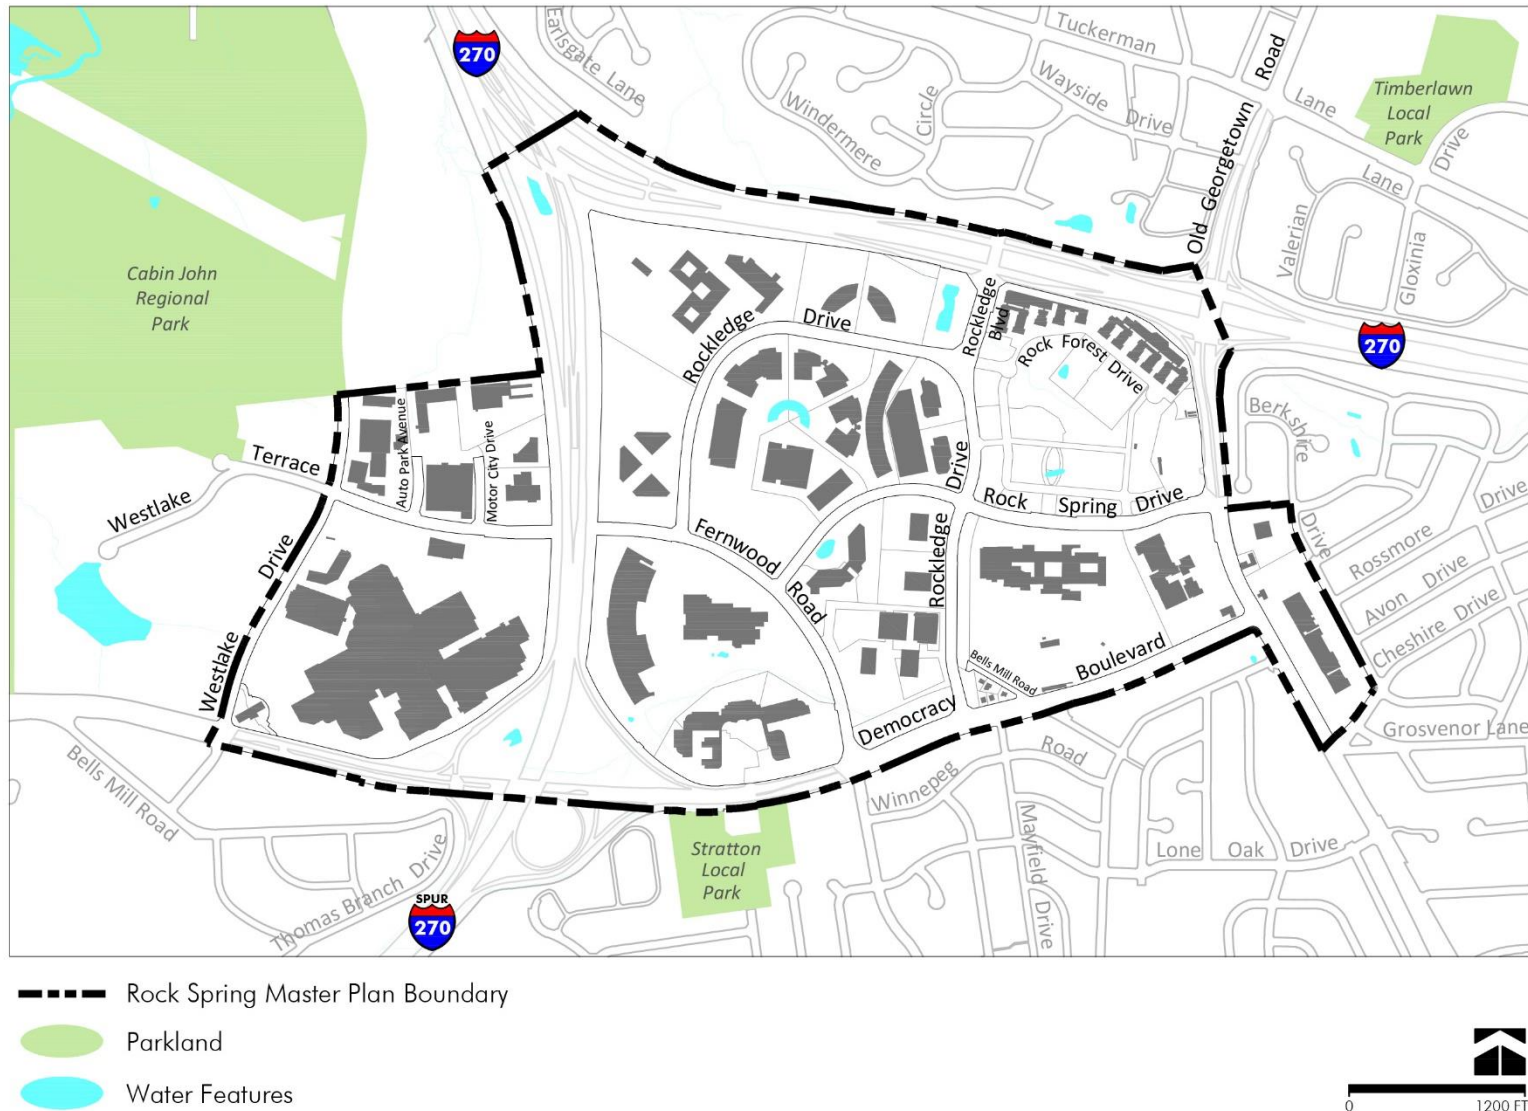 270
Earlsgate Lane
Tuckerman
Lane
Wayside Drive
Windermere
Circle
Old Georgetown
Road
Timberlawn
Local
Park
Drive
Lane
Valerian
Gloxinia
Cabin John
Regional
Park
270
Rockledge
Drive
Rockledge
Blvd
Rock Forest Drive
Berkshire
Drive
Terrace
Westlake
Auto Park Avenue
Motor City Drive
Drive
Rock Spring Drive
Fernwood
Road
Rockledge
Drive
Rossmore
Drive
Avon Drive
Cheshire Drive
Westlake
Bells Mill Road
Boulevard
Democracy
Grosvenor Lane
Bells Mill Road
Winnepeg
Road
Mayfield Drive
Lone Oak Drive
Stratton
Local
Park
Thomas Branch Drive
SPUR
270
Rock Spring Master Plan Boundary
Parkland
Water Features
0 1200 FT